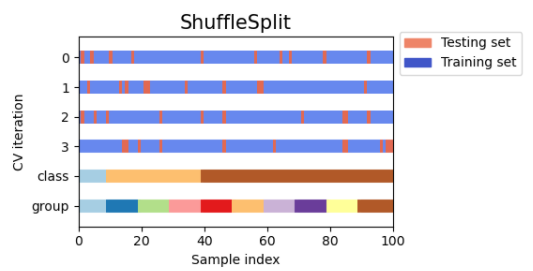 ShuffleSplit
Testing set
Training set
CV iteration
0
1
2
3
class
group
0 20 40 60 80 100
Sample index